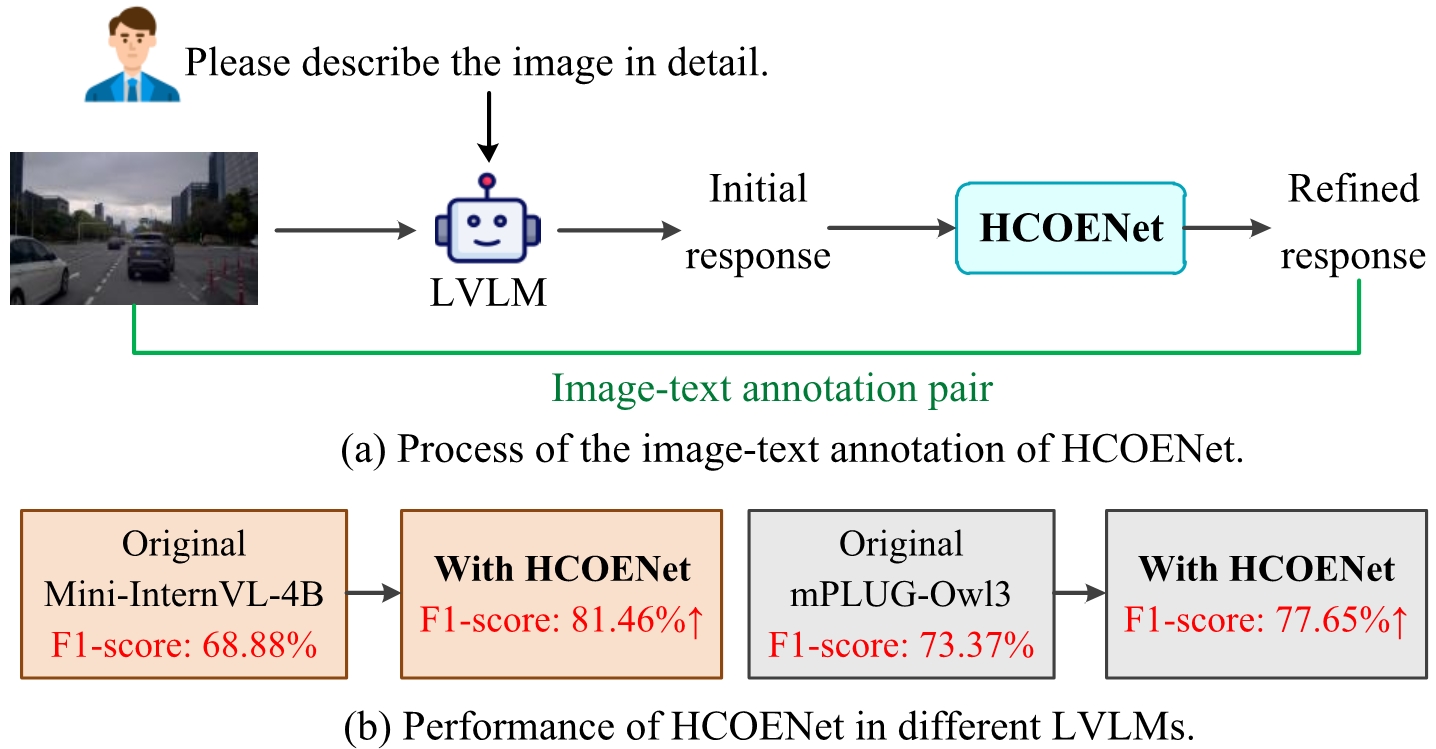 Please describe the image in detail.
LVLM
Initial
response
HCOENet
Refined
response
Image-text annotation pair
(a) Process of the image-text annotation of HCOENet.
Original
Mini-InternVL-4B
F1-score: 68.88%
With HCOENet
F1-score: 81.46%↑
Original
mPLUG-Owl3
F1-score: 73.37%
With HCOENet
F1-score: 77.65%↑
(b) Performance of HCOENet in different LVLMs.